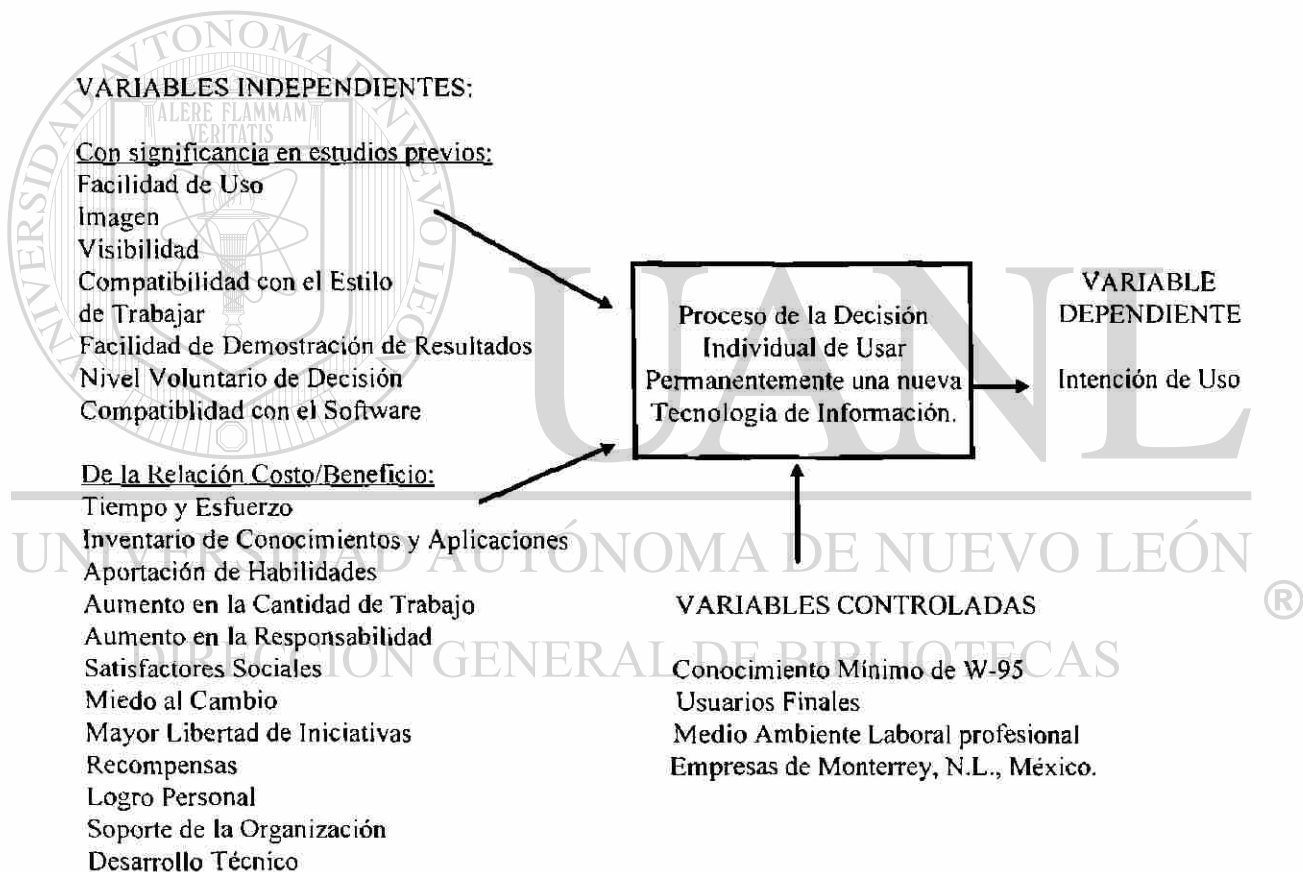 VARIABLES INDEPENDIENTES:
Con significancia en estudios previos:
Facilidad de Uso
Imagen
Visibilidad
Compatibilidad con el Estilo
de Trabajar
Facilidad de Demostración de Resultados
Nivel Voluntario de Decisión
Compatiblidad con el Software
De la Relación Costo/Beneficio:
Tiempo y Esfuerzo
Inventario de Conocimientos y Aplicaciones
Aportación de Habilidades
Aumento en la Cantidad de Trabajo
Aumento en la Responsabilidad
Satisfactores Sociales
Miedo al Cambio
Mayor Libertad de Iniciativas
Recompensas
Logro Personal
Soporte de la Organización
Desarrollo Técnico
Proceso de la Decisión
Individual de Usar
Permanentemente una nueva
Tecnología de Información.
VARIABLE
DEPENDIENTE
Intención de Uso
VARIABLES CONTROLADAS
Conocimiento Mínimo de W-95
Usuarios Finales
Medio Ambiente Laboral profesional
Empresas de Monterrey, N.L., México.
UNIVERSIDAD AUTONOMA DE NUEVO LEÓN
ALERE FLAMMAM
VERITATIS
UANL
UNIVERSIDAD AUTÓNOMA DE NUEVO LEÓN
®
DIRECCIÓN GENERAL DE BIBLIOTECAS